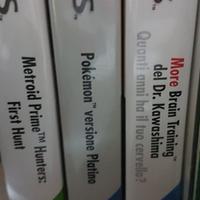 S.
Metroid Prime™ Hunters:
First Hunt
S.
Pokémon™ versione Platino
S.
More Brain Training™
del Dr. Kawashima
Quanti anni ha il tuo cervello?